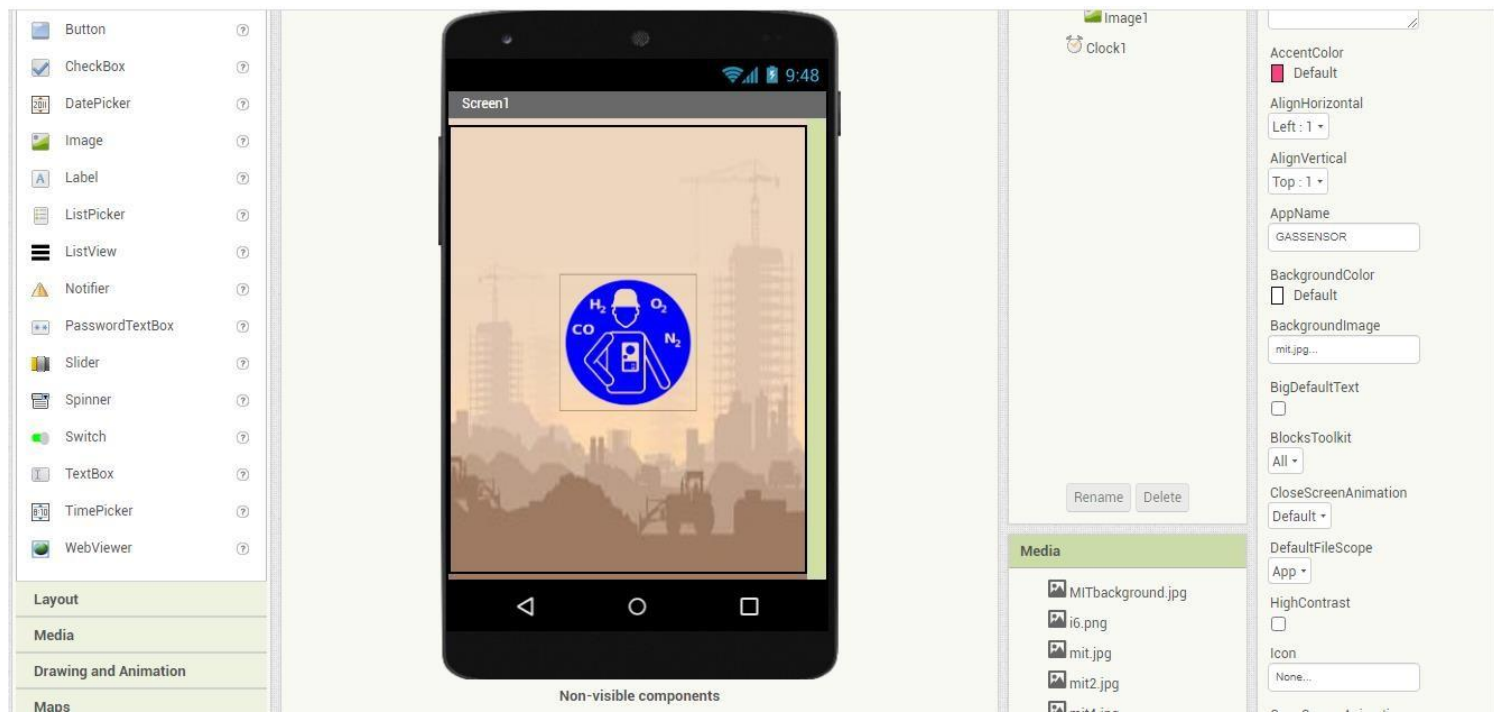 Button
?
CheckBox
?
DatePicker
?
Image
?
Label
?
ListPicker
?
ListView
?
Notifier
?
PasswordTextBox
?
Slider
?
Spinner
?
Switch
?
TextBox
?
TimePicker
?
WebViewer
?
Layout
Media
Drawing and Animation
Maps
9:48
Screen1
H2
O2
CO
N2
Non-visible components
Image1
Clock1
Rename
Delete
Media
MITbackground.jpg
i6.png
mit.jpg
mit2.jpg
mit4.jpg
AccentColor
Default
AlignHorizontal
Left : 1
AlignVertical
Top : 1
AppName
GASSENSOR
BackgroundColor
Default
BackgroundImage
mit.jpg...
BigDefaultText
BlocksToolkit
All
CloseScreenAnimation
Default
DefaultFileScope
App
HighContrast
Icon
None...